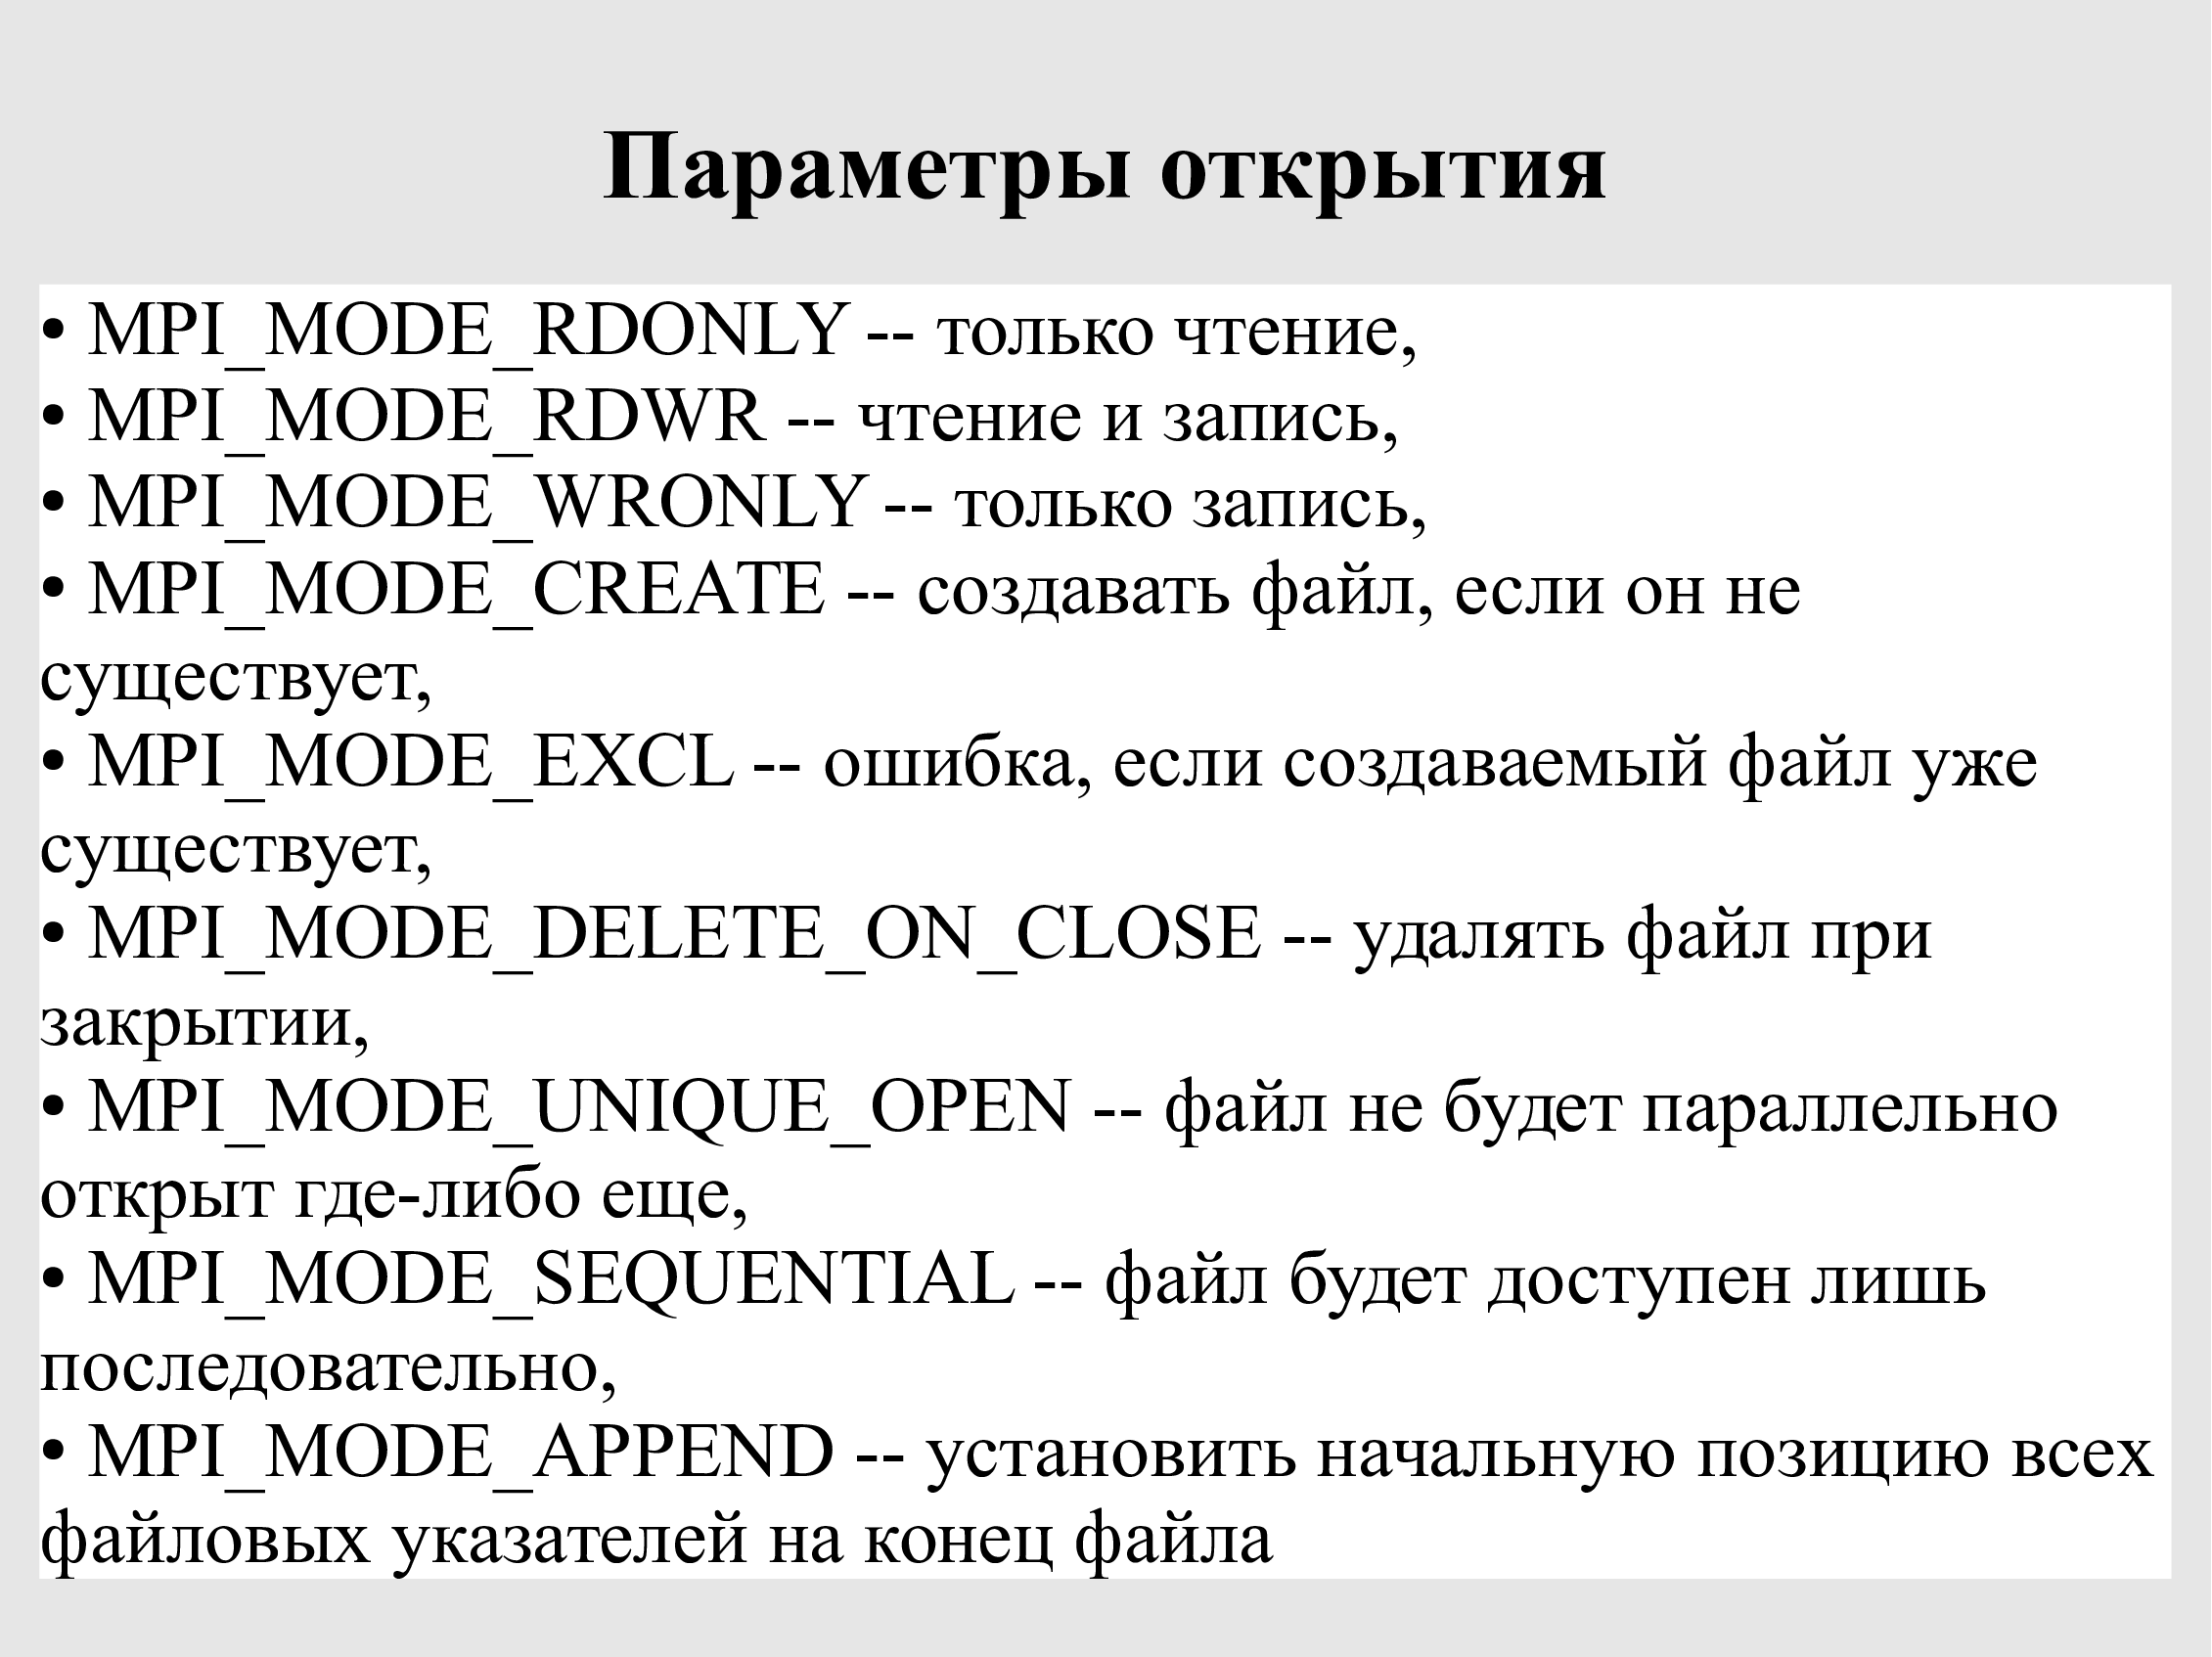 Параметры открытия
• MPI_MODE_RDONLY -- только чтение,
• MPI_MODE_RDWR -- чтение и запись,
• MPI_MODE_WRONLY -- только запись,
• MPI_MODE_CREATE -- создавать файл, если он не
существует,
• MPI_MODE_EXCL -- ошибка, если создаваемый файл уже
существует,
• MPI_MODE_DELETE_ON_CLOSE -- удалять файл при
закрытии,
• MPI_MODE_UNIQUE_OPEN -- файл не будет параллельно
открыт где-либо еще,
• MPI_MODE_SEQUENTIAL -- файл будет доступен лишь
последовательно,
• MPI_MODE_APPEND -- установить начальную позицию всех
файловых указателей на конец файла